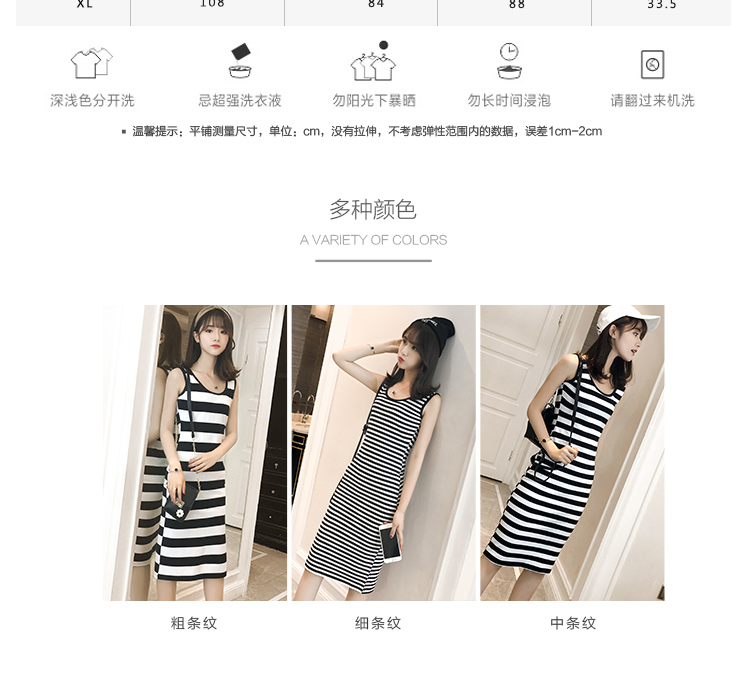 XL 108 84 88 33.5
深浅色分开洗 忌超强洗衣液 勿阳光下暴晒 勿长时间浸泡 请翻过来机洗
▪ 温馨提示：平铺测量尺寸，单位：cm，没有拉伸，不考虑弹性范围内的数据，误差1cm-2cm
多种颜色
A VARIETY OF COLORS
粗条纹 细条纹 中条纹